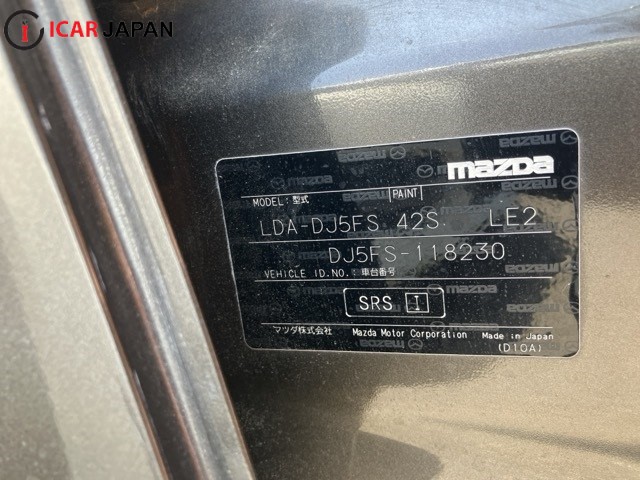 ICAR JAPAN
mazda
MODEL:型式 PAINT
LDA-DJ5FS 42S LE2
DJ5FS-118230
VEHICLE ID.NO.:車台番号
SRS I
マツダ株式会社 Mazda Motor Corporation Made in Japan
(D10A)